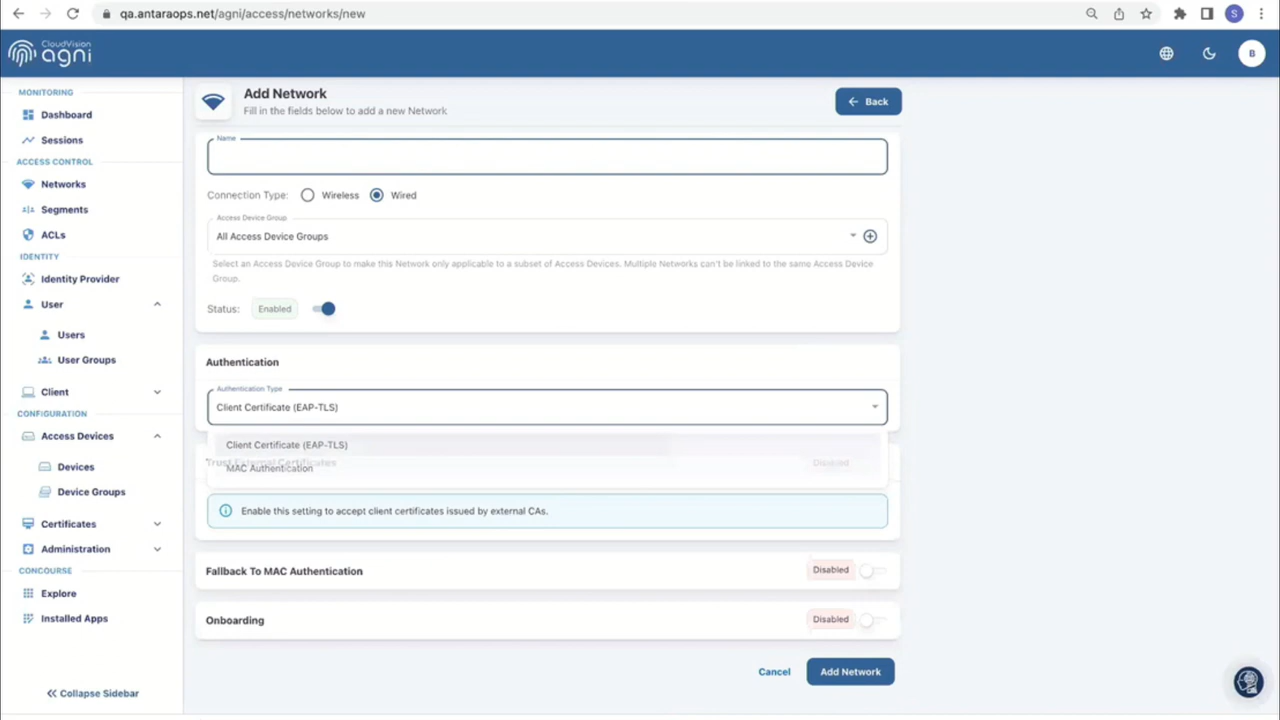 qa.antaraops.net/agni/access/networks/new
S
CloudVision
agni
B
MONITORING
Dashboard
Sessions
ACCESS CONTROL
Networks
Segments
ACLs
IDENTITY
Identity Provider
User
Users
User Groups
Client
CONFIGURATION
Access Devices
Devices
Device Groups
Certificates
Administration
CONCOURSE
Explore
Installed Apps
Collapse Sidebar
Add Network
Fill in the fields below to add a new Network
Back
Name
Connection Type: Wireless Wired
Access Device Group
All Access Device Groups
Select an Access Device Group to make this Network only applicable to a subset of Access Devices. Multiple Networks can't be linked to the same Access Device
Group.
Status: Enabled
Authentication
Authentication Type
Client Certificate (EAP-TLS)
Client Certificate (EAP-TLS)
Trust External Certificates Disabled
MAC Authentication
Enable this setting to accept client certificates issued by external CAs.
Fallback To MAC Authentication Disabled
Onboarding Disabled
Cancel Add Network